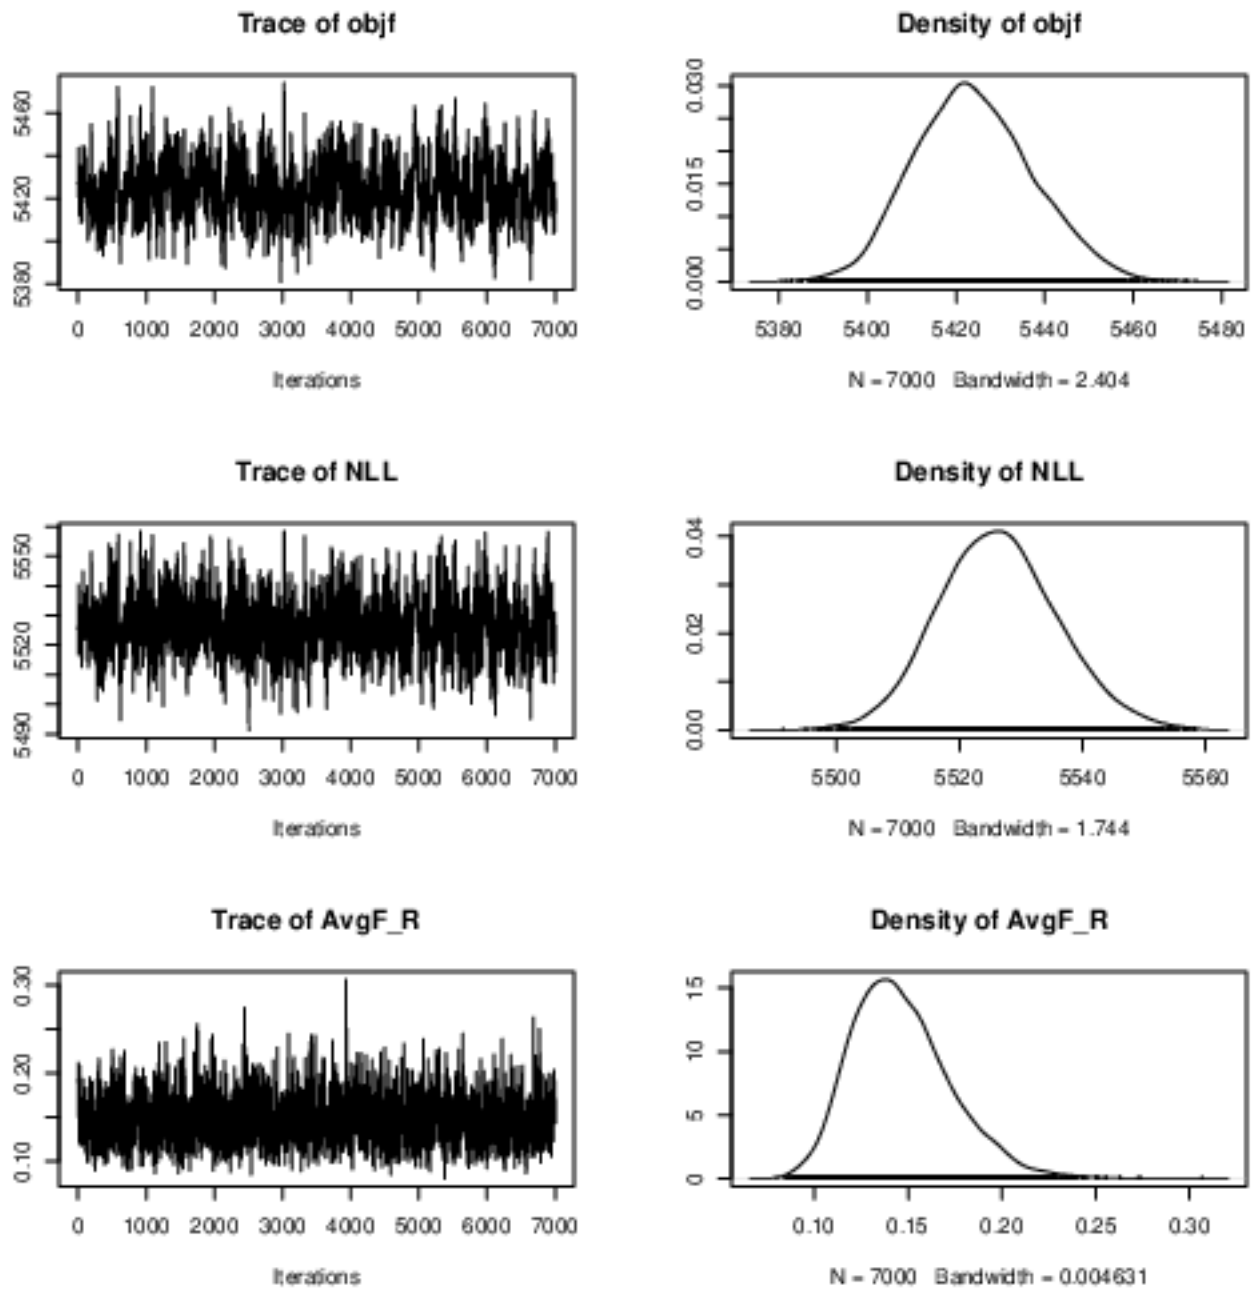 Trace of objf
Density of objf
5380 5420 5460
0 1000 2000 3000 4000 5000 6000 7000
Iterations
0.000 0.015 0.030
5380 5400 5420 5440 5460 5480
N = 7000 Bandwidth = 2.404
Trace of NLL
Density of NLL
5490 5520 5550
0 1000 2000 3000 4000 5000 6000 7000
Iterations
0.00 0.02 0.04
5500 5520 5540 5560
N = 7000 Bandwidth = 1.744
Trace of AvgF_R
Density of AvgF_R
0.10 0.20 0.30
0 1000 2000 3000 4000 5000 6000 7000
Iterations
0 5 10 15
0.10 0.15 0.20 0.25 0.30
N = 7000 Bandwidth = 0.004631